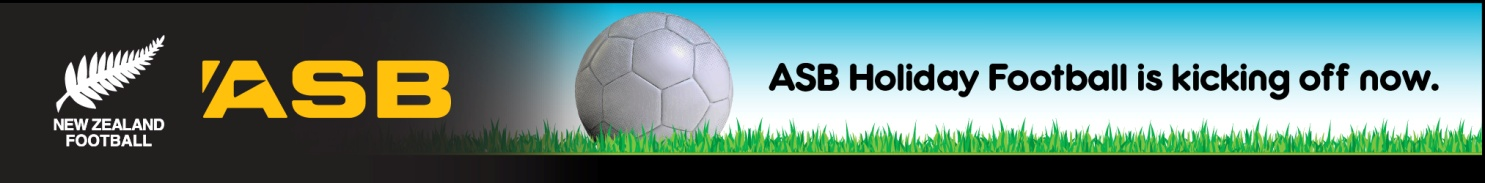 NEW ZEALAND
FOOTBALL
ASB
ASB Holiday Football is kicking off now.